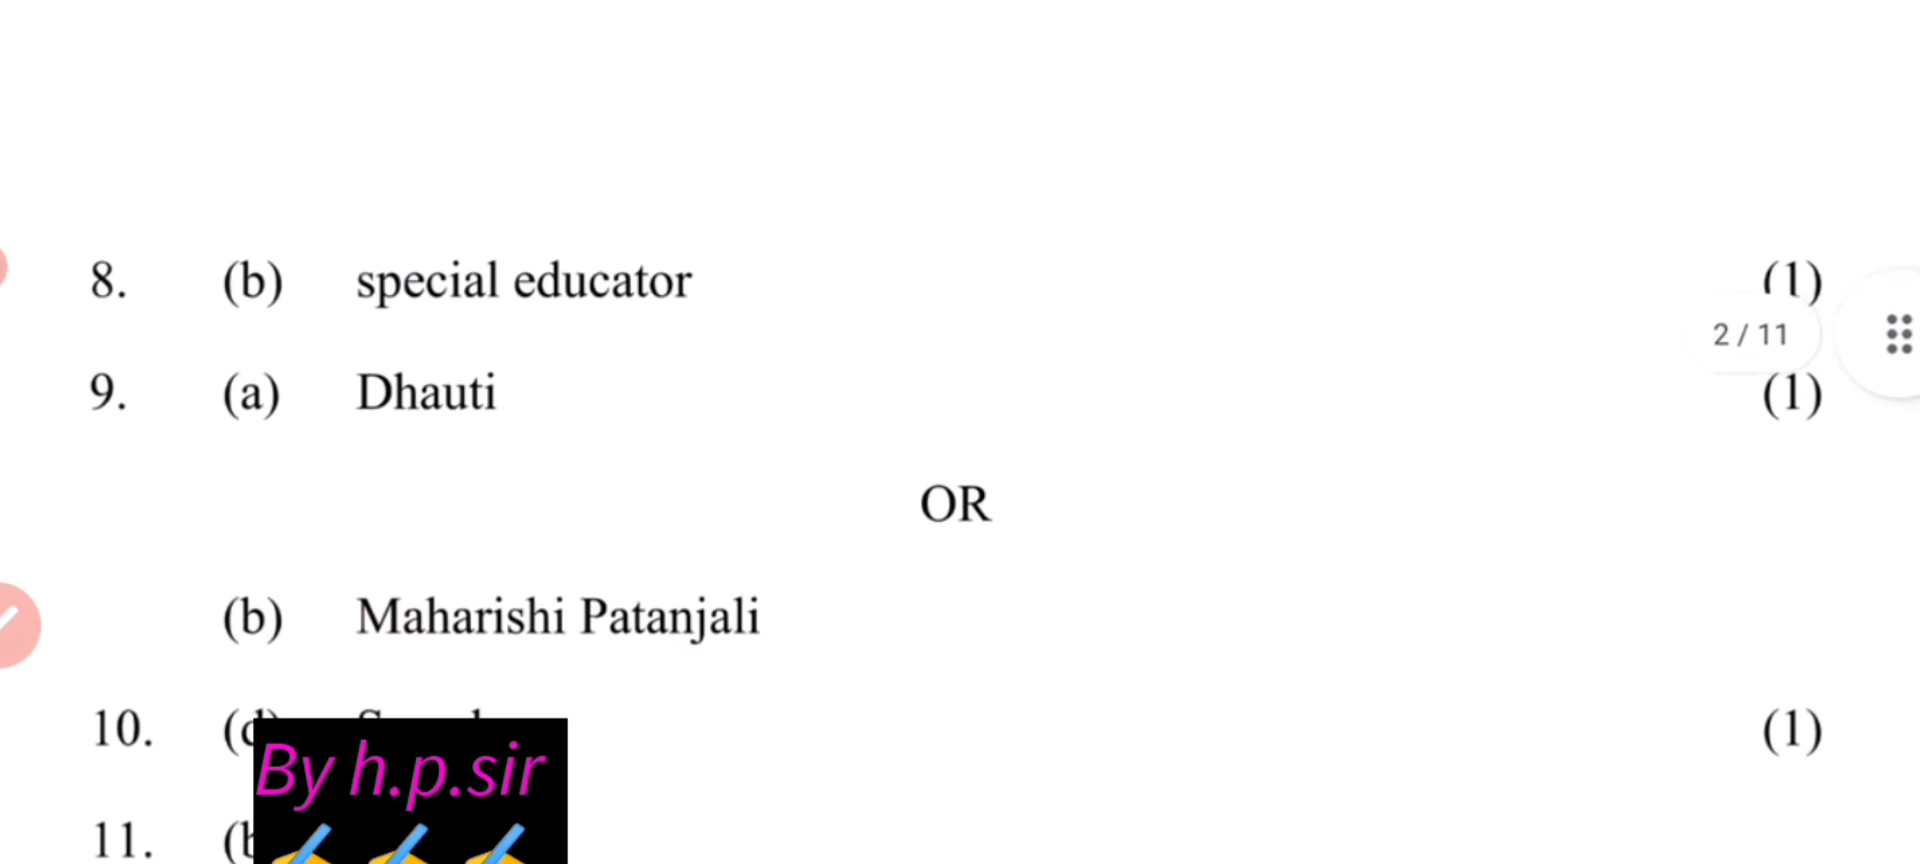 8. (b) special educator (1)
2 / 11
9. (a) Dhauti (1)
OR
(b) Maharishi Patanjali
10. (d) (1)
By h.p.sir
11. (b